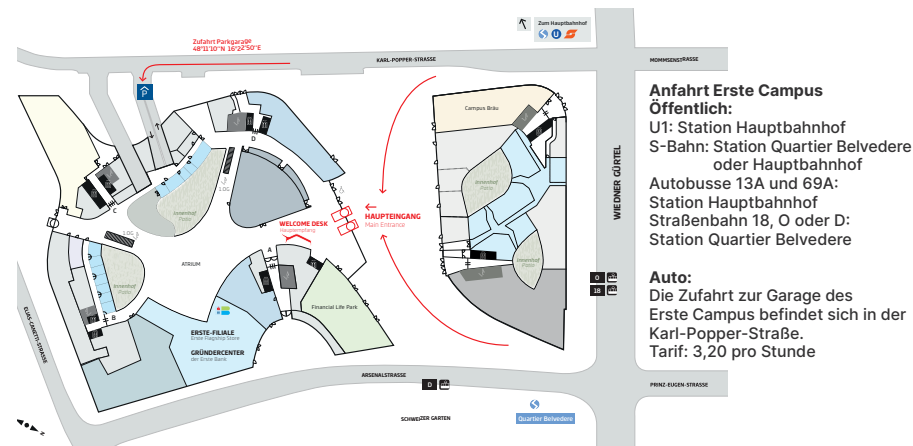 Zum Hauptbahnhof
S U
Zufahrt Parkgarage
48°11'10''N 16°22'50''E
KARL-POPPER-STRASSE
MOMMSENSTRASSE
P
Campus Bräu
D
Innenhof
Patio
1.OG
C
HAUPTEINGANG
Main Entrance
WELCOME DESK
Hauptempfang
WIEDNER GÜRTEL
Innenhof
Patio
Innenhof
Patio
1.OG
A
ATRIUM
Innenhof
Patio
O
18
Financial Life Park
B
ERSTE-FILIALE
Erste Flagship Store
GRÜNDERCENTER
der Erste Bank
ELIAS-CANETTI-STRASSE
ARSENALSTRASSE
D
PRINZ-EUGEN-STRASSE
SCHWEIZER GARTEN
S
Quartier Belvedere
N
Anfahrt Erste Campus
Öffentlich:
U1: Station Hauptbahnhof
S-Bahn: Station Quartier Belvedere
oder Hauptbahnhof
Autobusse 13A und 69A:
Station Hauptbahnhof
Straßenbahn 18, O oder D:
Station Quartier Belvedere
Auto:
Die Zufahrt zur Garage des
Erste Campus befindet sich in der
Karl-Popper-Straße.
Tarif: 3,20 pro Stunde